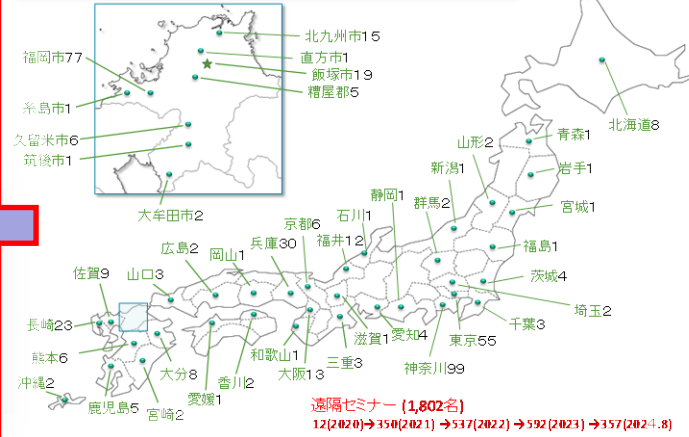 北九州市15
直方市1
福岡市77
飯塚市19
糟屋郡5
糸島市1
久留米市6
筑後市1
大牟田市2
北海道8
青森1
山形2
岩手1
新潟1
宮城1
静岡1
群馬2
石川1
京都6
福井12
福島1
兵庫30
広島2
岡山1
茨城4
佐賀9
山口3
埼玉2
千葉3
長崎23
滋賀1
愛知4
東京55
和歌山1
三重3
神奈川99
熊本6
大分8
香川2
大阪13
沖縄2
愛媛1
鹿児島5
宮崎2
遠隔セミナー (1,802名)
12(2020)→350(2021) →537(2022) →592(2023) →357(2024.8)